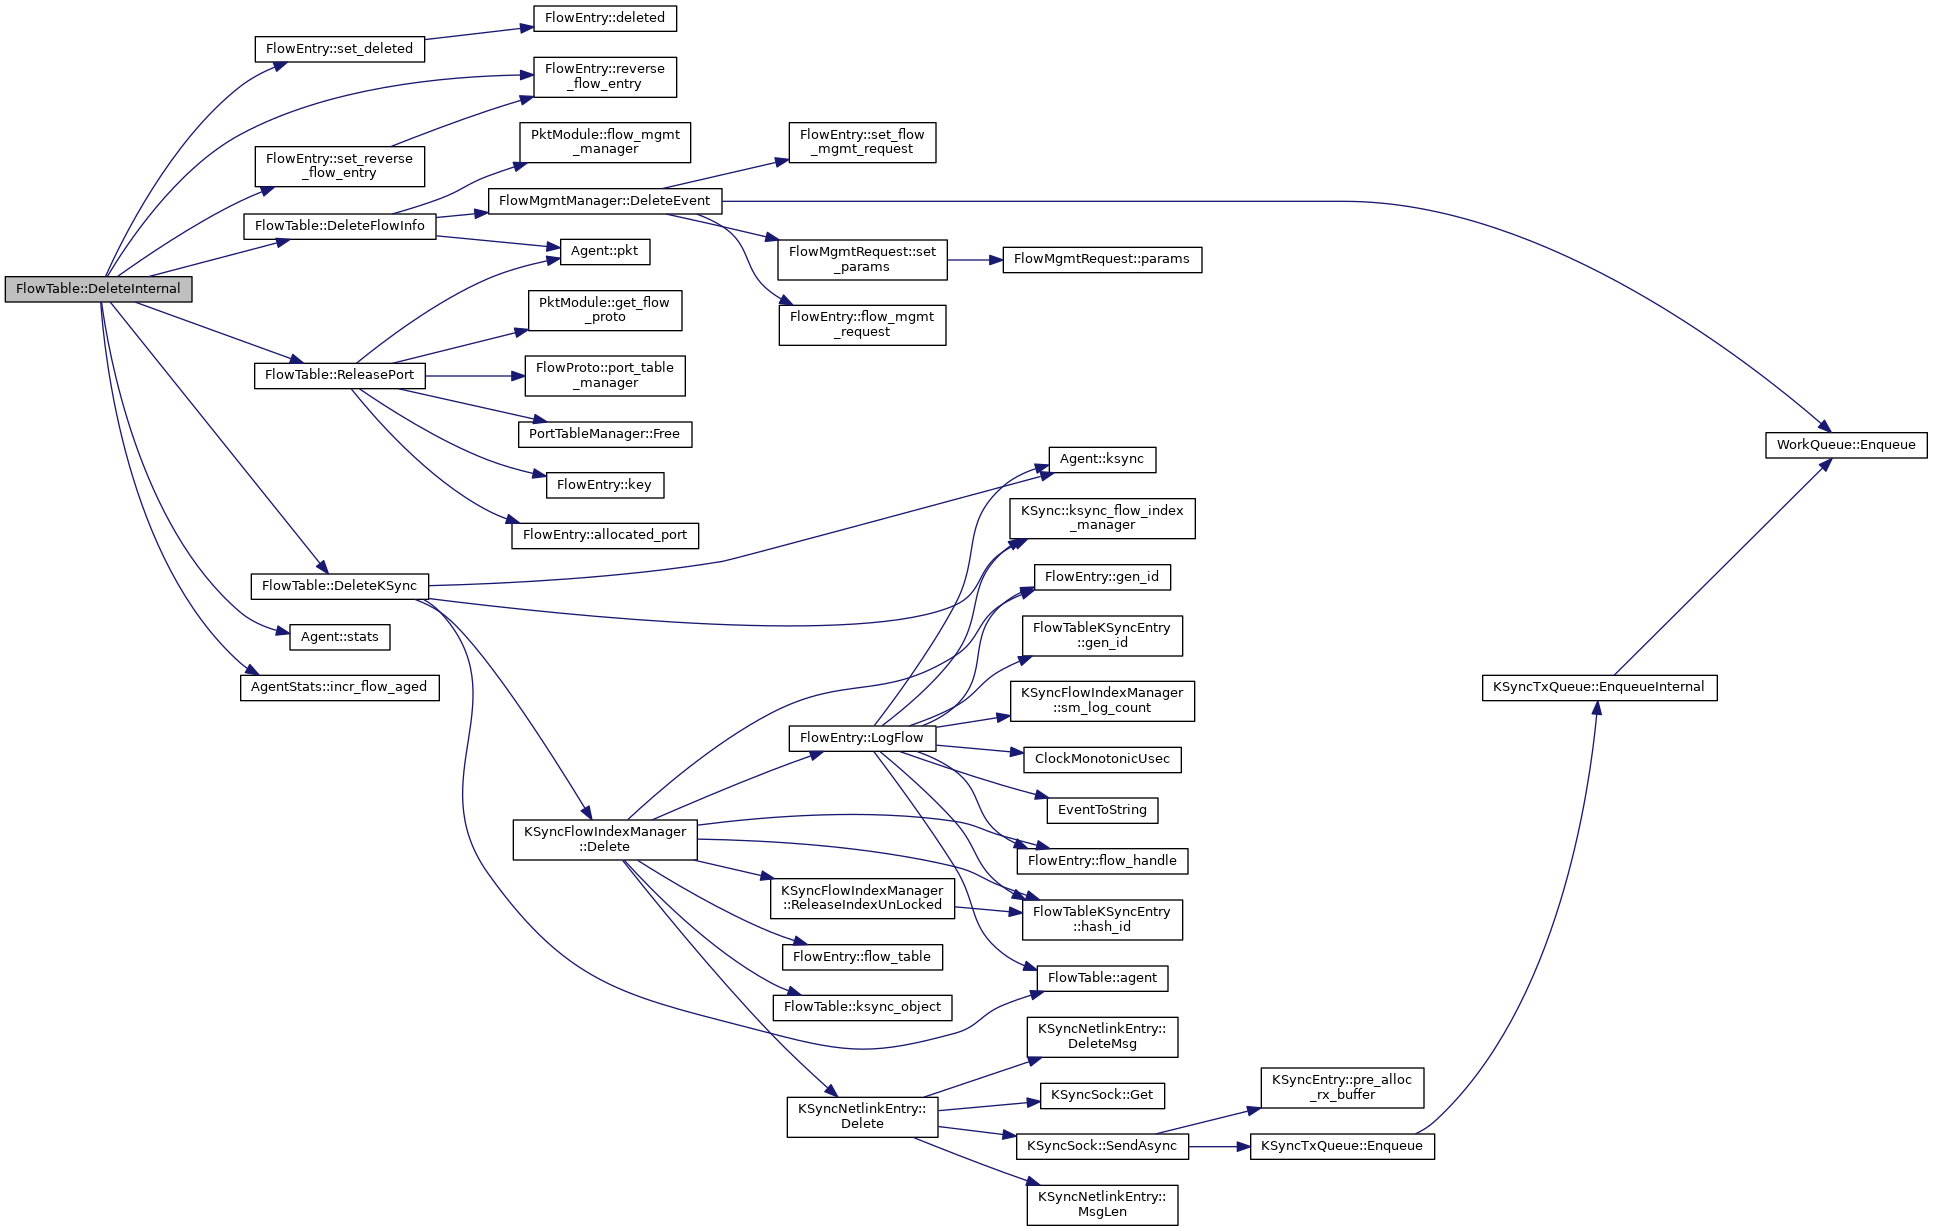 FlowTable::DeleteInternal
FlowEntry::set_deleted
FlowEntry::deleted
FlowEntry::reverse
_flow_entry
FlowEntry::set_reverse
_flow_entry
FlowTable::DeleteFlowInfo
PktModule::flow_mgmt
_manager
FlowMgmtManager::DeleteEvent
Agent::pkt
FlowEntry::set_flow
_mgmt_request
FlowMgmtRequest::set
_params
FlowMgmtRequest::params
FlowEntry::flow_mgmt
_request
WorkQueue::Enqueue
FlowTable::ReleasePort
PktModule::get_flow
_proto
FlowProto::port_table
_manager
PortTableManager::Free
FlowEntry::key
FlowEntry::allocated_port
FlowTable::DeleteKSync
Agent::stats
AgentStats::incr_flow_aged
Agent::ksync
KSync::ksync_flow_index
_manager
FlowEntry::gen_id
FlowTableKSyncEntry
::gen_id
KSyncFlowIndexManager
::sm_log_count
FlowEntry::LogFlow
ClockMonotonicUsec
EventToString
KSyncFlowIndexManager
::Delete
FlowEntry::flow_handle
KSyncFlowIndexManager
::ReleaseIndexUnLocked
FlowTableKSyncEntry
::hash_id
FlowEntry::flow_table
FlowTable::agent
FlowTable::ksync_object
KSyncNetlinkEntry::
DeleteMsg
KSyncNetlinkEntry::
Delete
KSyncSock::Get
KSyncSock::SendAsync
KSyncNetlinkEntry::
MsgLen
KSyncEntry::pre_alloc
_rx_buffer
KSyncTxQueue::Enqueue
KSyncTxQueue::EnqueueInternal